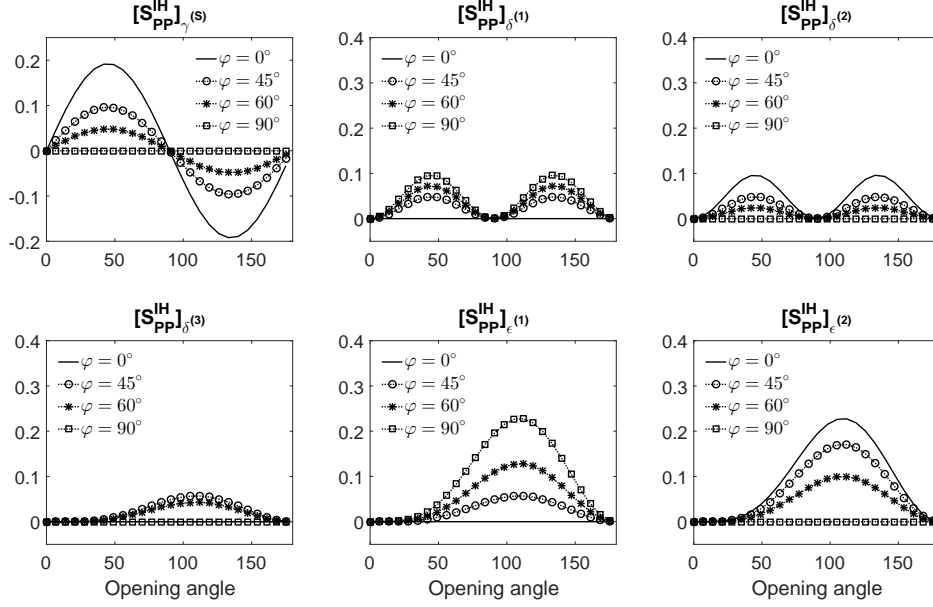 [S^IH_PP]_γ(S)
φ = 0°
φ = 45°
φ = 60°
φ = 90°
0.2
0.1
0
-0.1
-0.2
0 50 100 150
[S^IH_PP]_δ(1)
φ = 0°
φ = 45°
φ = 60°
φ = 90°
0.4
0.3
0.2
0.1
0
0 50 100 150
[S^IH_PP]_δ(2)
φ = 0°
φ = 45°
φ = 60°
φ = 90°
0.4
0.3
0.2
0.1
0
0 50 100 150
[S^IH_PP]_δ(3)
φ = 0°
φ = 45°
φ = 60°
φ = 90°
0.4
0.3
0.2
0.1
0
0 50 100 150
Opening angle
[S^IH_PP]_ϵ(1)
φ = 0°
φ = 45°
φ = 60°
φ = 90°
0.4
0.3
0.2
0.1
0
0 50 100 150
Opening angle
[S^IH_PP]_ϵ(2)
φ = 0°
φ = 45°
φ = 60°
φ = 90°
0.4
0.3
0.2
0.1
0
0 50 100 150
Opening angle